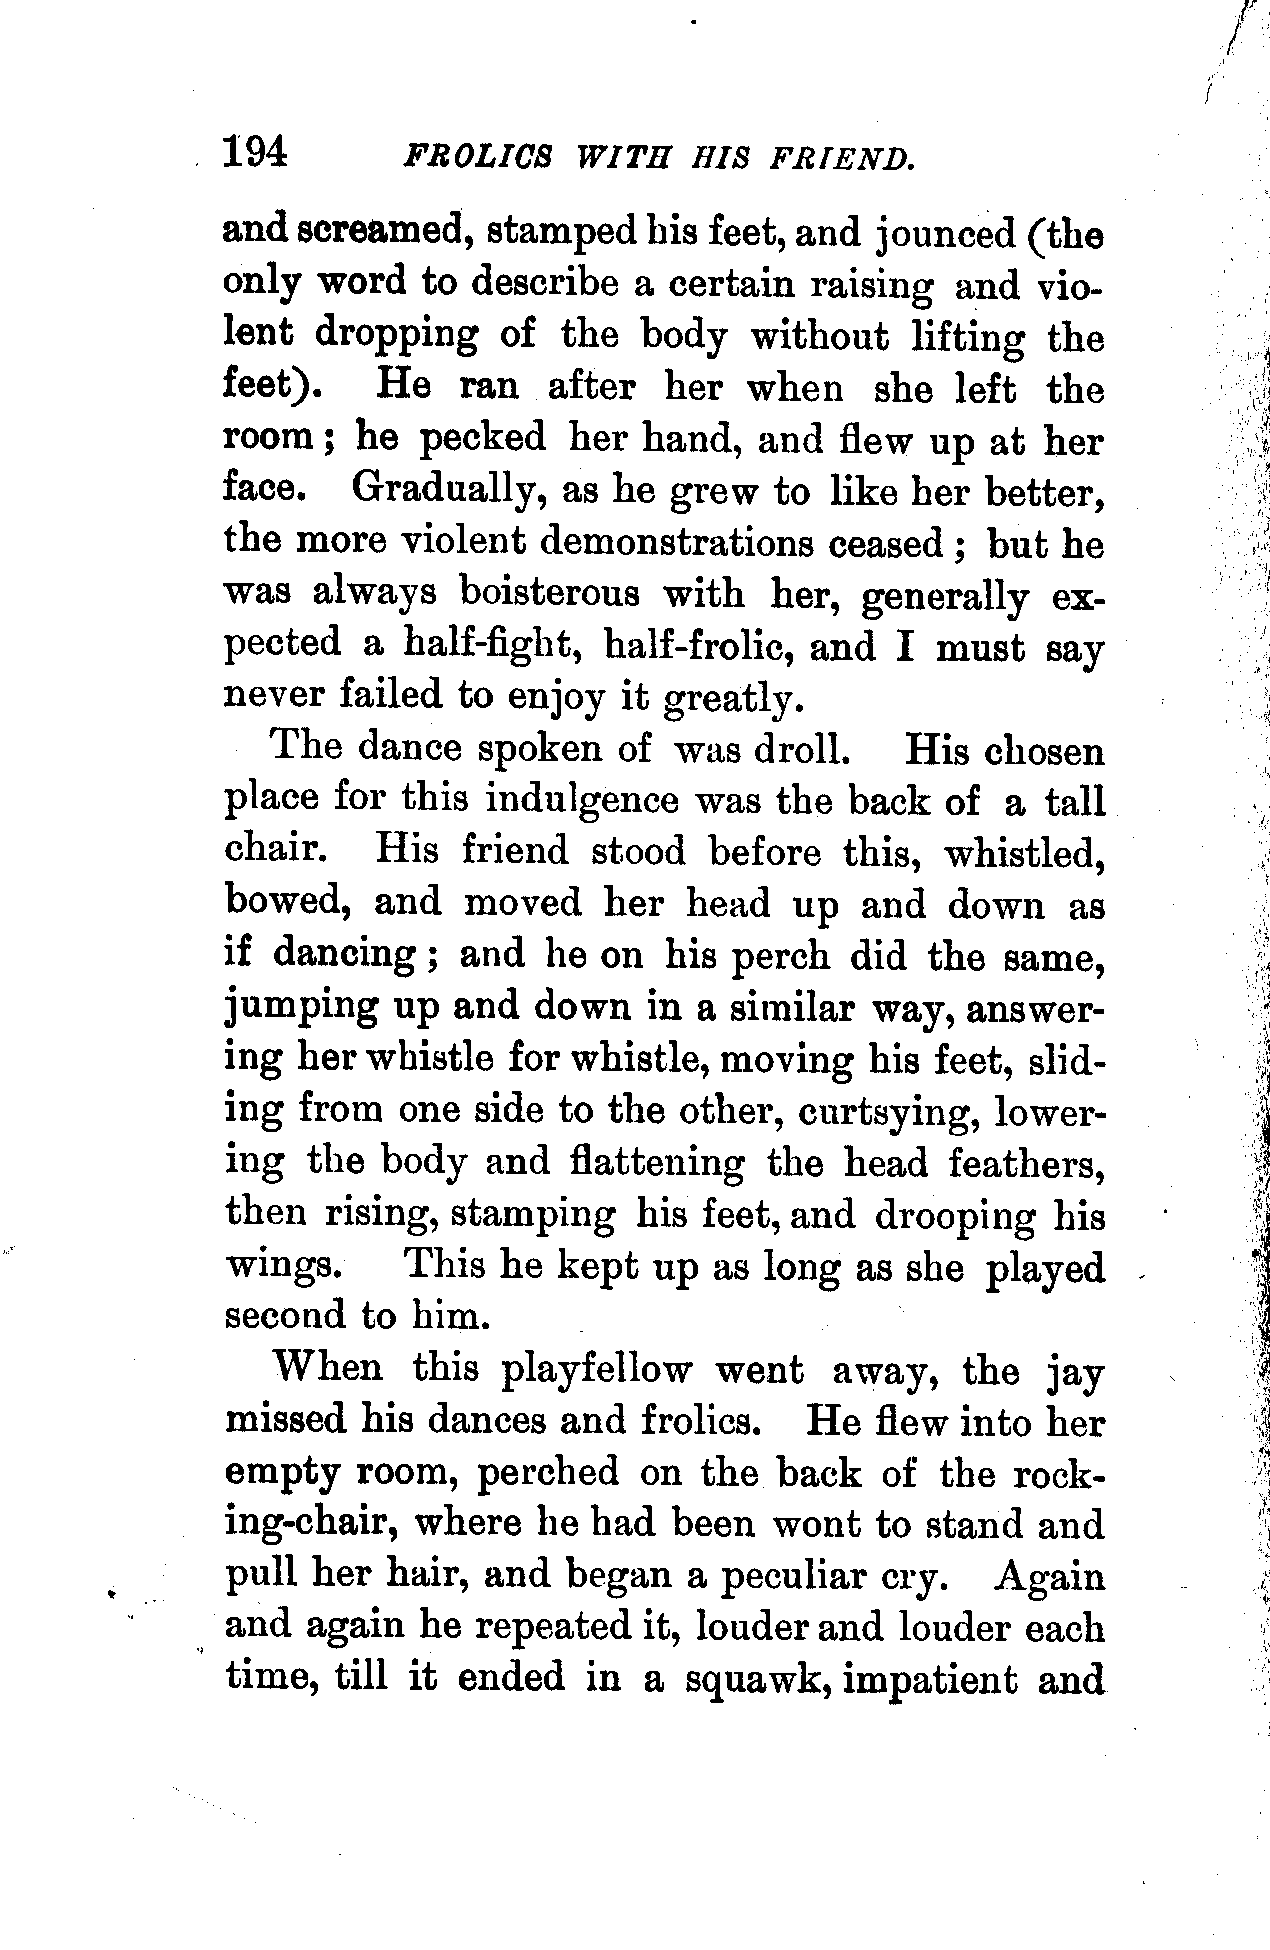 194 FROLICS WITH HIS FRIEND.
and screamed, stamped his feet, and jounced (the
only word to describe a certain raising and vio-
lent dropping of the body without lifting the
feet). He ran after her when she left the
room; he pecked her hand, and flew up at her
face. Gradually, as he grew to like her better,
the more violent demonstrations ceased; but he
was always boisterous with her, generally ex-
pected a half-fight, half-frolic, and I must say
never failed to enjoy it greatly.
The dance spoken of was droll. His chosen
place for this indulgence was the back of a tall
chair. His friend stood before this, whistled,
bowed, and moved her head up and down as
if dancing; and he on his perch did the same,
jumping up and down in a similar way, answer-
ing her whistle for whistle, moving his feet, slid-
ing from one side to the other, curtsying, lower-
ing the body and flattening the head feathers,
then rising, stamping his feet, and drooping his
wings. This he kept up as long as she played
second to him.
When this playfellow went away, the jay
missed his dances and frolics. He flew into her
empty room, perched on the back of the rock-
ing-chair, where he had been wont to stand and
pull her hair, and began a peculiar cry. Again
and again he repeated it, louder and louder each
time, till it ended in a squawk, impatient and